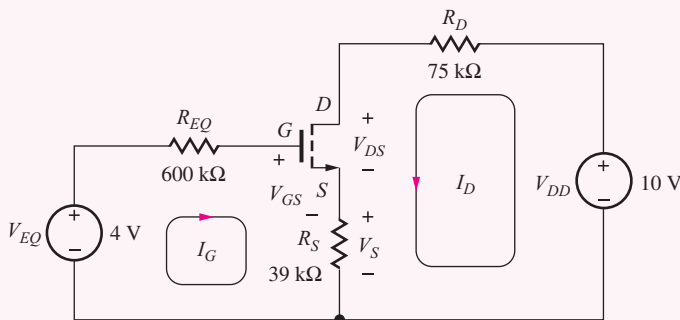 R_D
75 kΩ
D
+
R_EQ
G
V_DS
600 kΩ
+
−
I_D
V_DD
+
−
10 V
V_GS
S
−
+
V_EQ
+
−
4 V
I_G
R_S
V_S
39 kΩ
−